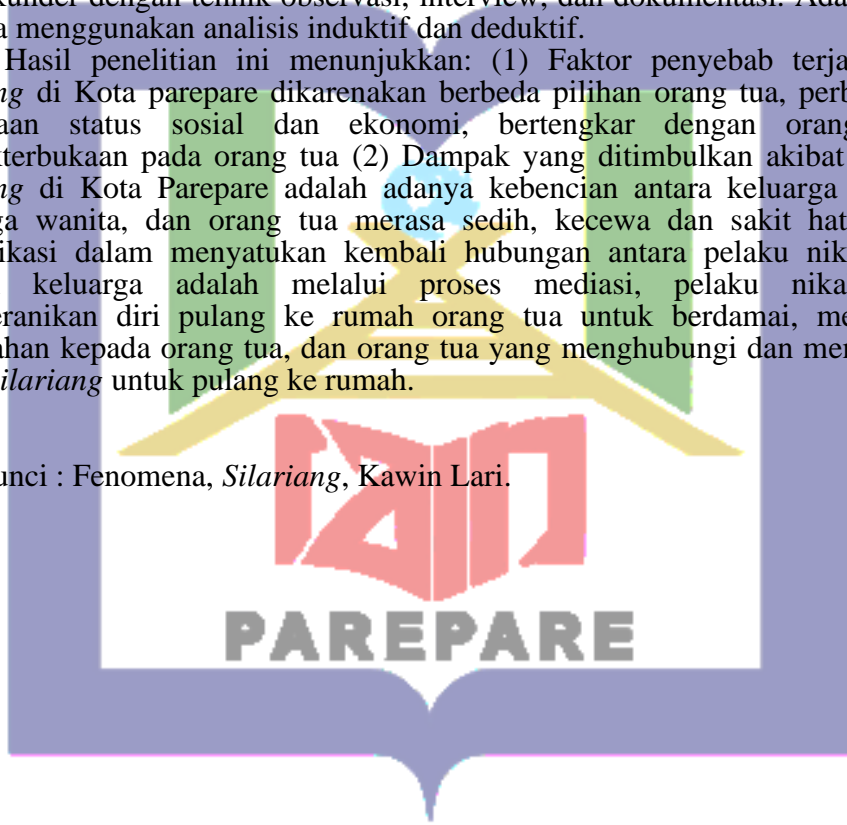 kunder dengan tehnik observasi, interview, dan dokumentasi. Ada
a menggunakan analisis induktif dan deduktif.
Hasil penelitian ini menunjukkan: (1) Faktor penyebab terja
ng di Kota parepare dikarenakan berbeda pilihan orang tua, perb
aan status sosial dan ekonomi, bertengkar dengan orang
kterbukaan pada orang tua (2) Dampak yang ditimbulkan akibat
ng di Kota Parepare adalah adanya kebencian antara keluarga
ga wanita, dan orang tua merasa sedih, kecewa dan sakit hat
ikasi dalam menyatukan kembali hubungan antara pelaku nik
keluarga adalah melalui proses mediasi, pelaku nika
eranikan diri pulang ke rumah orang tua untuk berdamai, me
ahan kepada orang tua, dan orang tua yang menghubungi dan mer
ilariang untuk pulang ke rumah.
unci : Fenomena, Silariang, Kawin Lari.
iain
PAREPARE